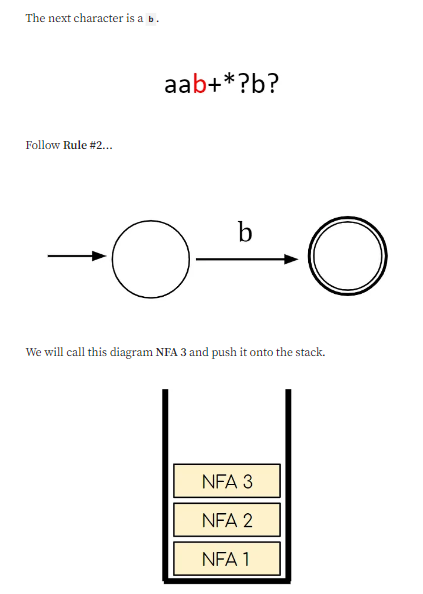 The next character is a b.
aab+*?b?
Follow Rule #2...
b
We will call this diagram NFA 3 and push it onto the stack.
NFA 3
NFA 2
NFA 1